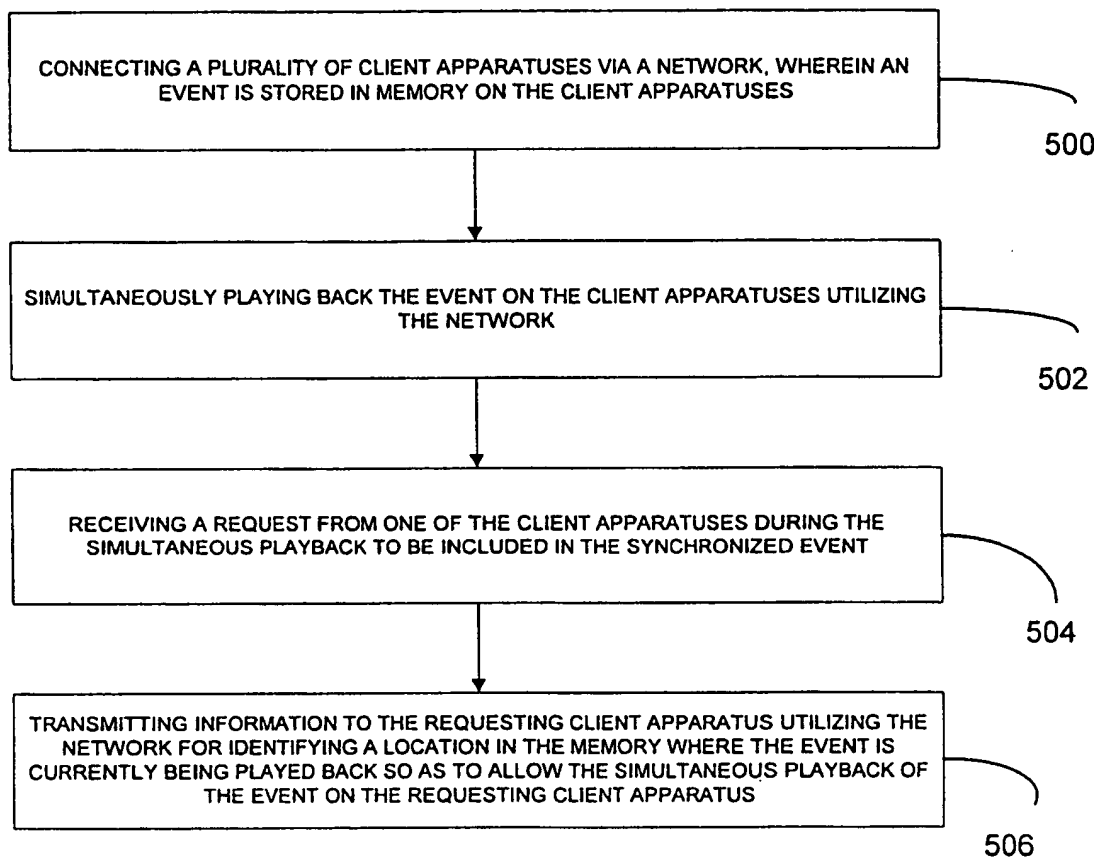 CONNECTING A PLURALITY OF CLIENT APPARATUSES VIA A NETWORK, WHEREIN AN
EVENT IS STORED IN MEMORY ON THE CLIENT APPARATUSES
500
SIMULTANEOUSLY PLAYING BACK THE EVENT ON THE CLIENT APPARATUSES UTILIZING
THE NETWORK
502
RECEIVING A REQUEST FROM ONE OF THE CLIENT APPARATUSES DURING THE
SIMULTANEOUS PLAYBACK TO BE INCLUDED IN THE SYNCHRONIZED EVENT
504
TRANSMITTING INFORMATION TO THE REQUESTING CLIENT APPARATUS UTILIZING THE
NETWORK FOR IDENTIFYING A LOCATION IN THE MEMORY WHERE THE EVENT IS
CURRENTLY BEING PLAYED BACK SO AS TO ALLOW THE SIMULTANEOUS PLAYBACK OF
THE EVENT ON THE REQUESTING CLIENT APPARATUS
506